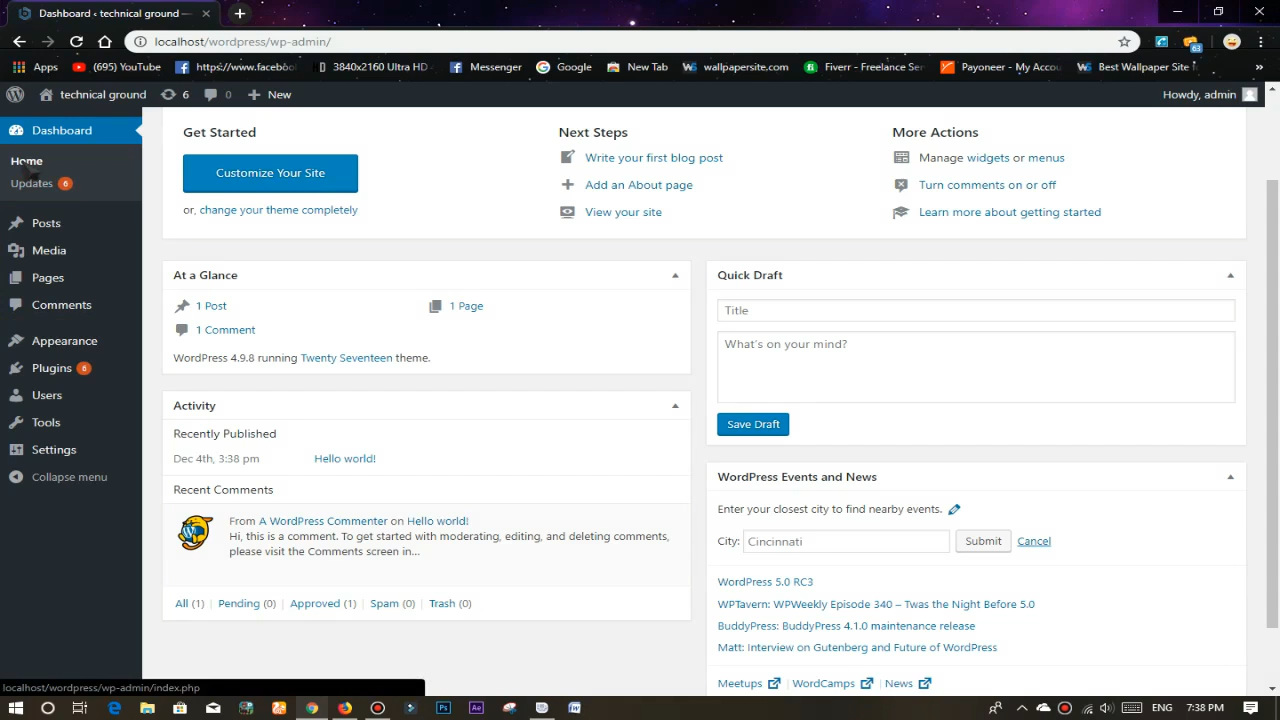 Dashboard ‹ technical ground —
localhost/wordpress/wp-admin/
63
Apps
(695) YouTube
https://www.facebo
3840x2160 Ultra HD
Messenger
Google
New Tab
wallpapersite.com
Fiverr - Freelance Se
Payoneer - My Accou
Best Wallpaper Site
»
technical ground
6
0
New
Howdy, admin
Dashboard
Home
Updates 6
Posts
Media
Pages
Comments
Appearance
Plugins 6
Users
Tools
Settings
Collapse menu
Get Started
Customize Your Site
or, change your theme completely
Next Steps
Write your first blog post
Add an About page
View your site
More Actions
Manage widgets or menus
Turn comments on or off
Learn more about getting started
At a Glance
1 Post
1 Page
1 Comment
WordPress 4.9.8 running Twenty Seventeen theme.
Activity
Recently Published
Dec 4th, 3:38 pm
Hello world!
Recent Comments
From A WordPress Commenter on Hello world!
Hi, this is a comment. To get started with moderating, editing, and deleting comments,
please visit the Comments screen in...
All (1) | Pending (0) | Approved (1) | Spam (0) | Trash (0)
Quick Draft
Title
What's on your mind?
Save Draft
WordPress Events and News
Enter your closest city to find nearby events.
City: Cincinnati Submit Cancel
WordPress 5.0 RC3
WPTavern: WPWeekly Episode 340 – Twas the Night Before 5.0
BuddyPress: BuddyPress 4.1.0 maintenance release
Matt: Interview on Gutenberg and Future of WordPress
Meetups | WordCamps | News
localhost/wordpress/wp-admin/index.php
Ps
Ae
ENG
7:38 PM